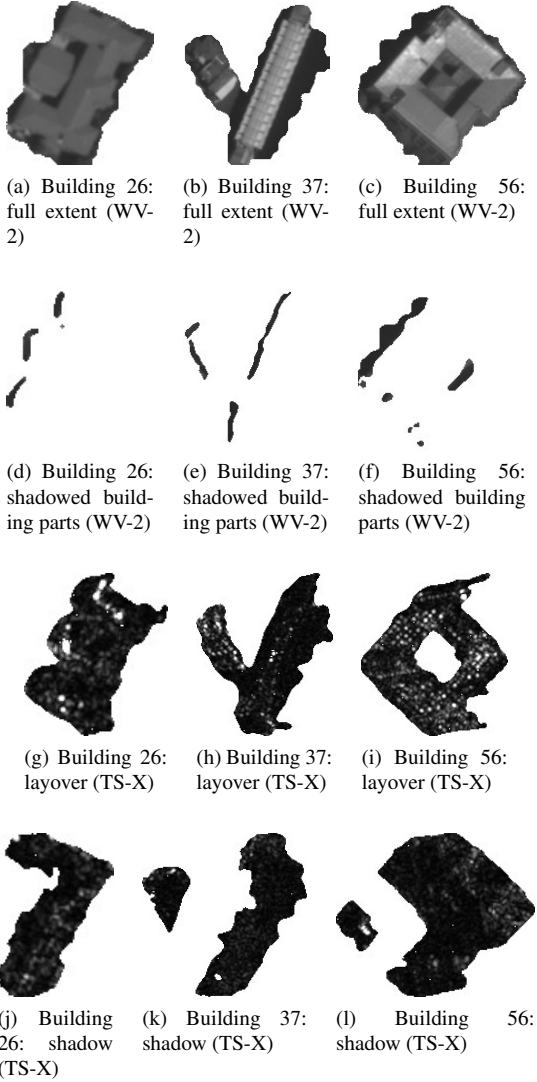 (a) Building 26:
full extent (WV-
2)
(b) Building 37:
full extent (WV-
2)
(c) Building 56:
full extent (WV-2)
(d) Building 26:
shadowed build-
ing parts (WV-2)
(e) Building 37:
shadowed build-
ing parts (WV-2)
(f) Building 56:
shadowed building
parts (WV-2)
(g) Building 26:
layover (TS-X)
(h) Building 37:
layover (TS-X)
(i) Building 56:
layover (TS-X)
(j) Building
26: shadow
(TS-X)
(k) Building 37:
shadow (TS-X)
(l) Building 56:
shadow (TS-X)